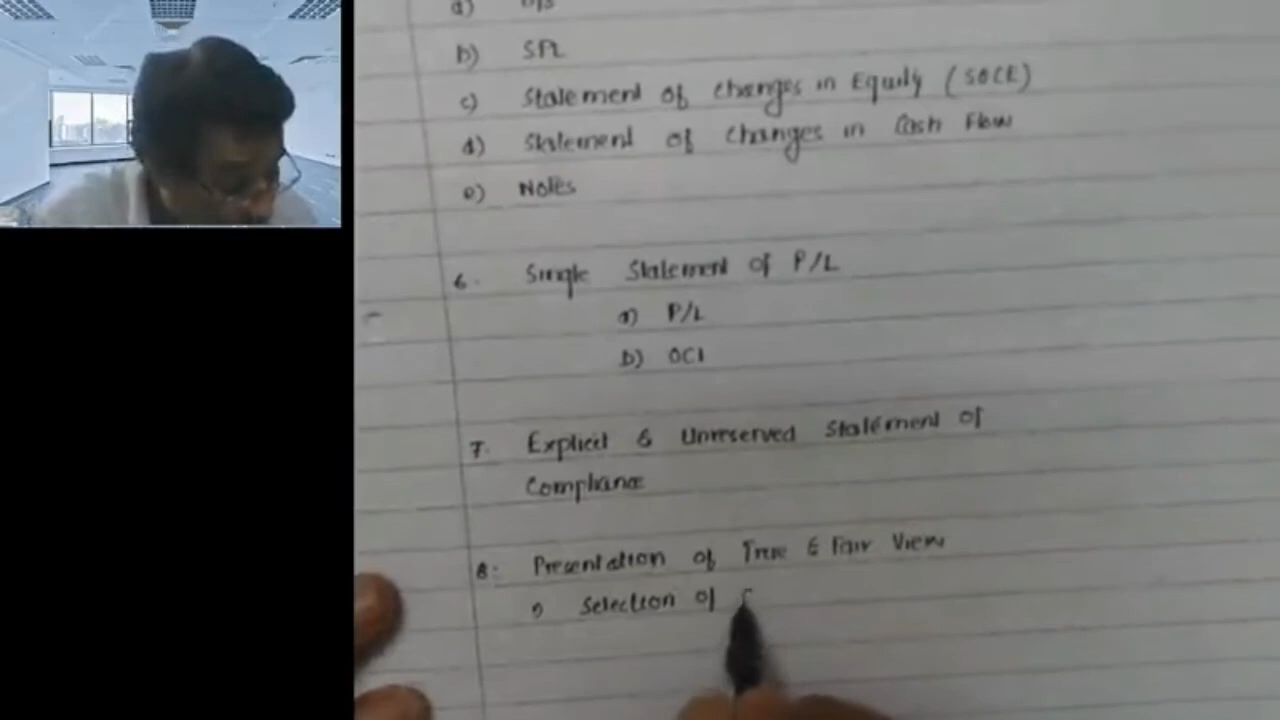 a) B/S
b) SPL
c) Statement of changes in Equity (SOCE)
d) Statement of changes in Cash Flow
e) Notes
6. Single Statement of P/L
a) P/L
b) OCI
7. Explicit & Unreserved Statement of
Compliance
8. Presentation of True & Fair View
i) Selection of